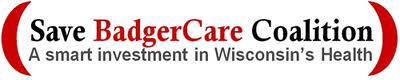 Save BadgerCare Coalition
A smart investment in Wisconsin's Health